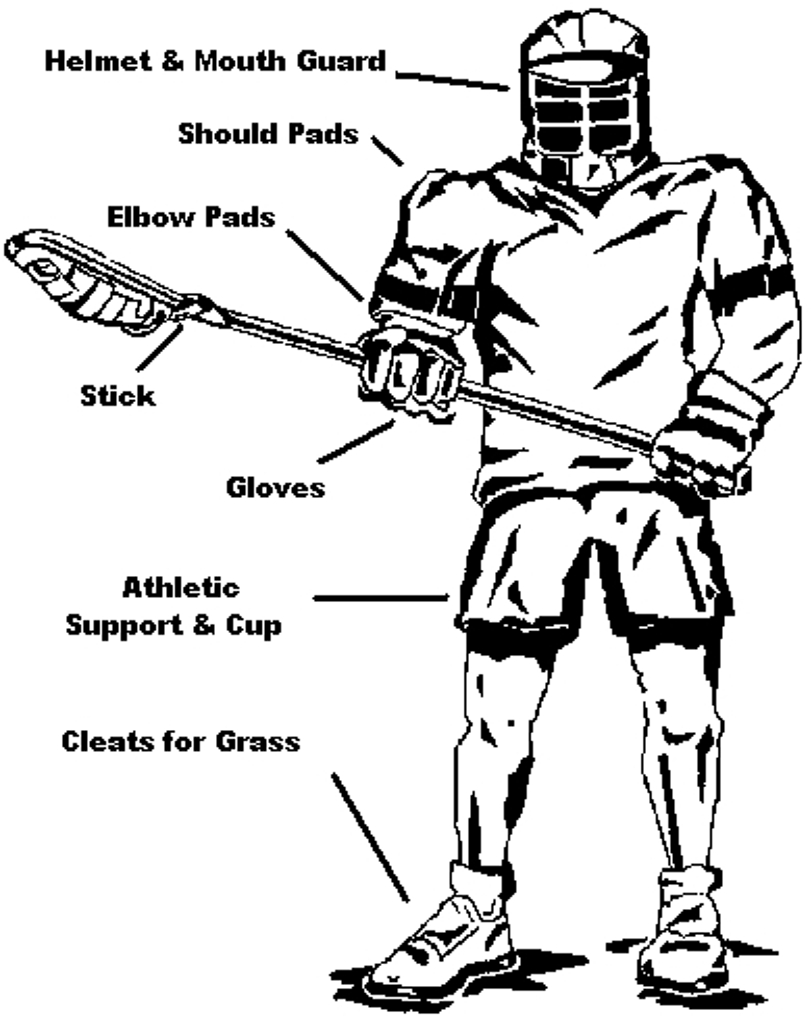 Helmet & Mouth Guard
Should Pads
Elbow Pads
Stick
Gloves
Athletic
Support & Cup
Cleats for Grass